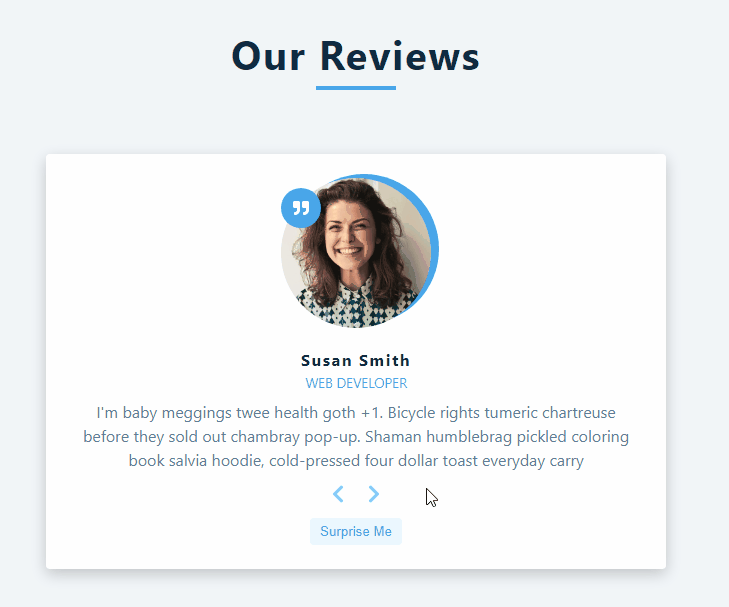 Our Reviews
Susan Smith
WEB DEVELOPER
I'm baby meggings twee health goth +1. Bicycle rights tumeric chartreuse
before they sold out chambray pop-up. Shaman humblebrag pickled coloring
book salvia hoodie, cold-pressed four dollar toast everyday carry
Surprise Me